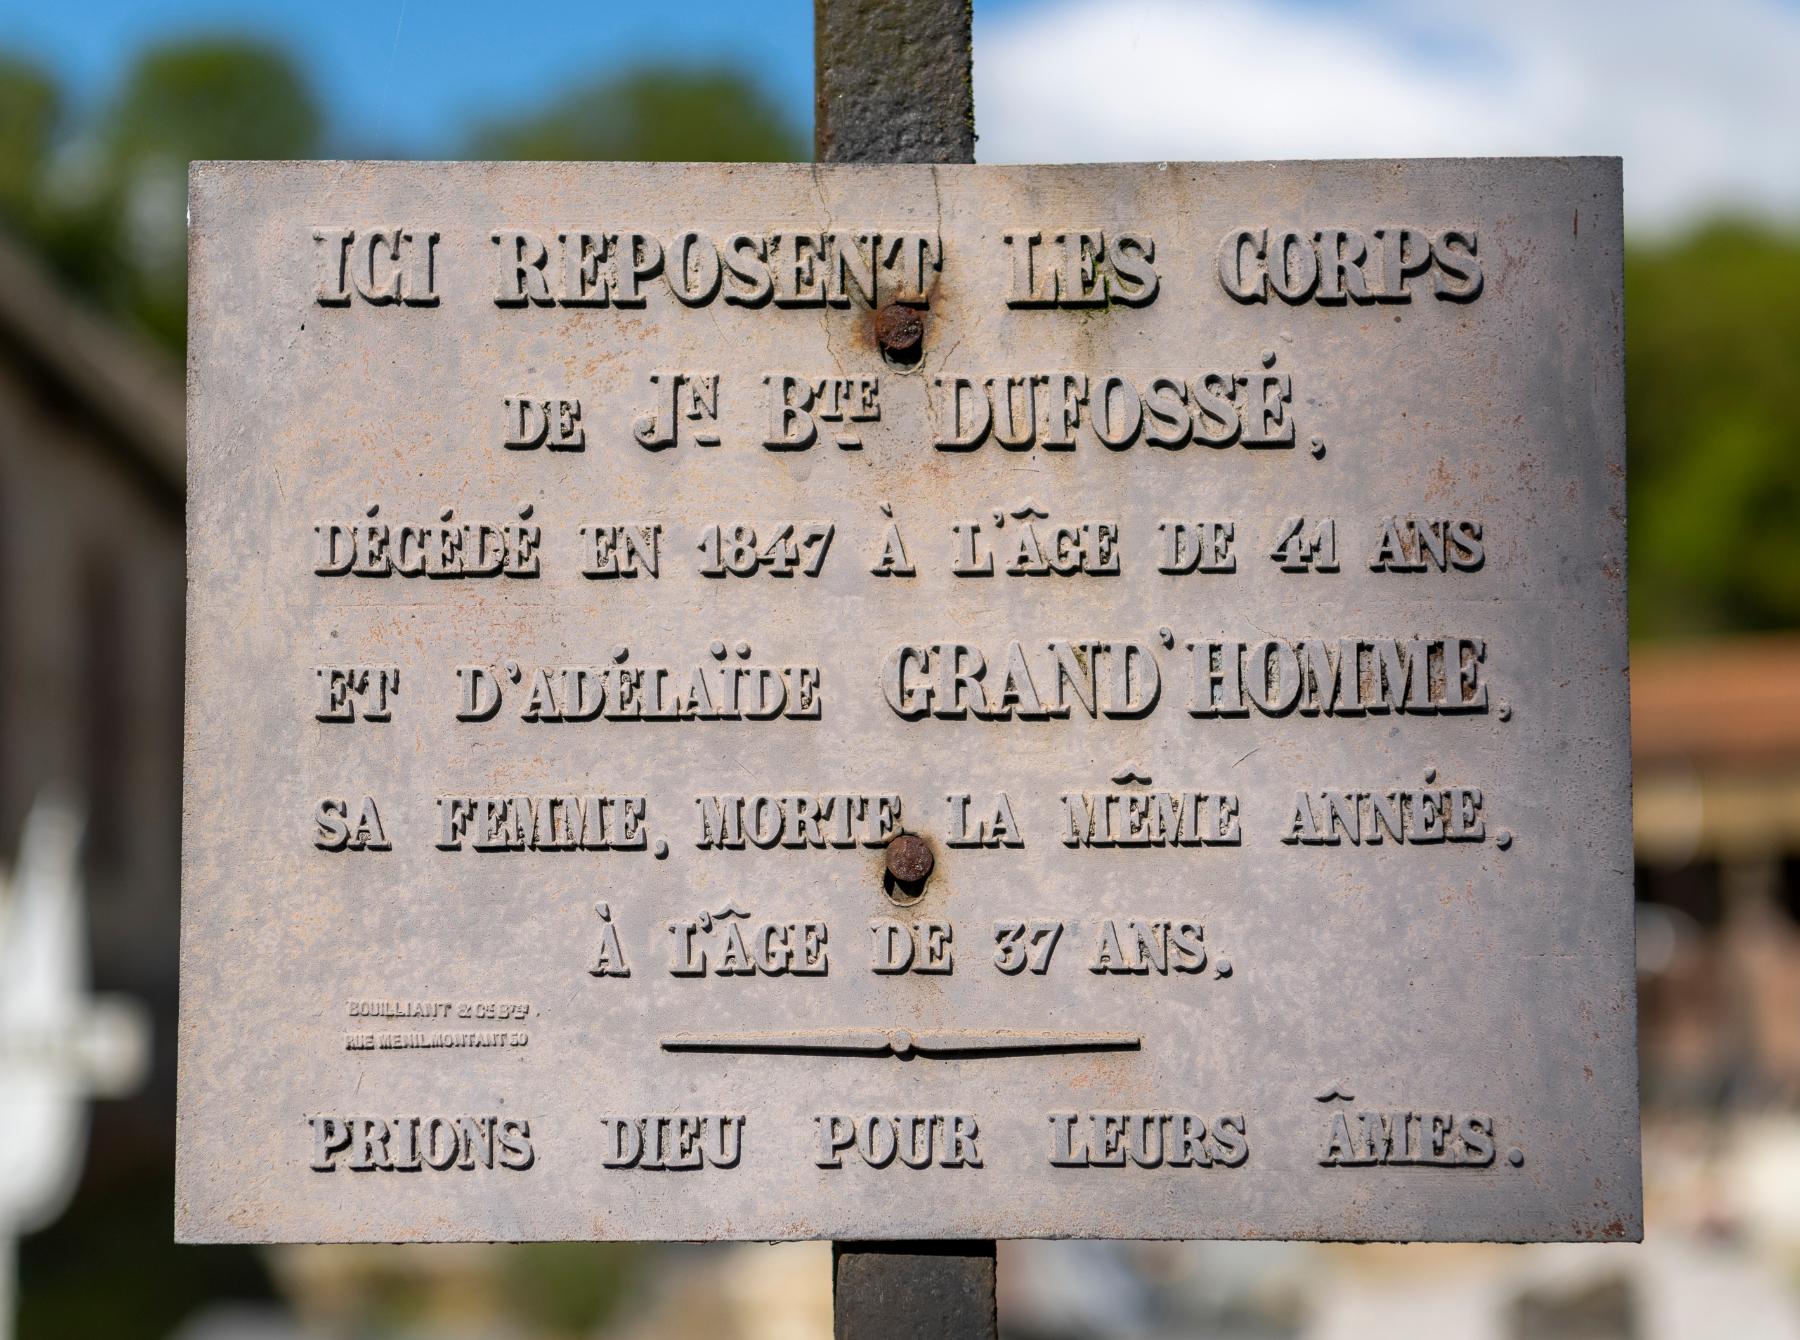 ICI REPOSENT LES CORPS
DE JN BTE DUFOSSÉ,
DÉCÉDÉ EN 1847 À L'ÂGE DE 41 ANS
ET D'ADÉLAÏDE GRAND'HOMME,
SA FEMME, MORTE LA MÊME ANNÉE,
À L'ÂGE DE 37 ANS.
BOUILLIANT & CIE BTÉS.
RUE MENILMONTANT 50
PRIONS DIEU POUR LEURS ÂMES.